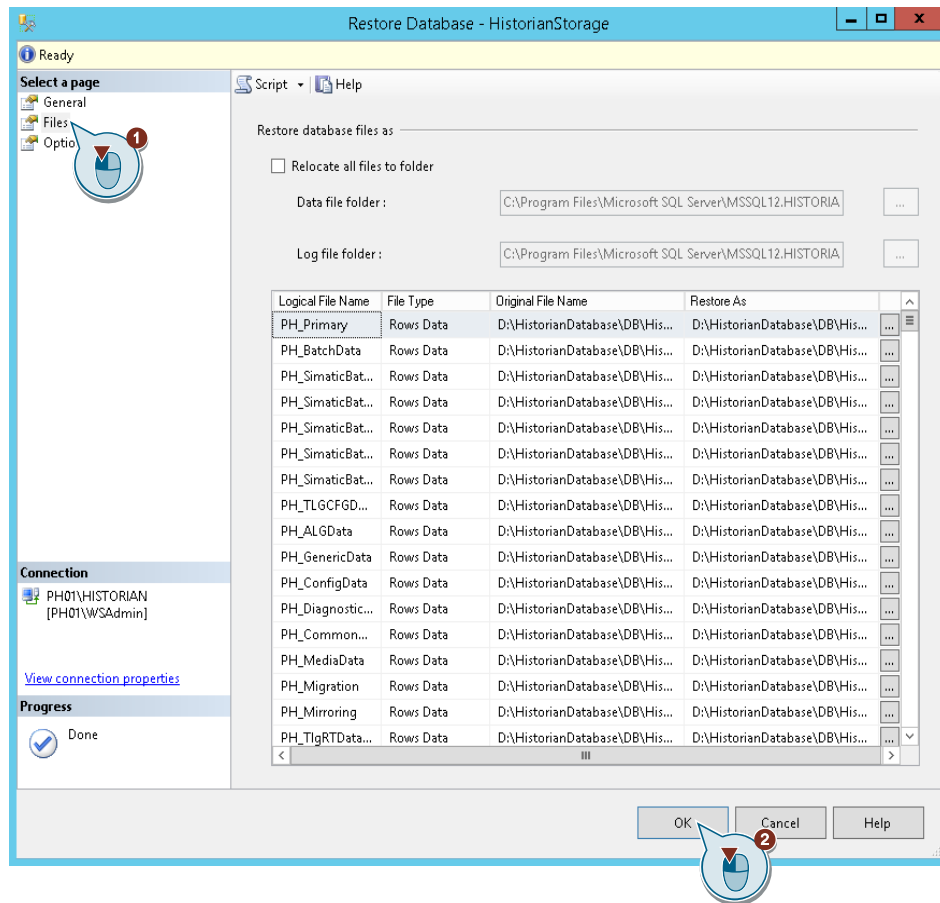 Restore Database - HistorianStorage
Ready
Select a page
General
Files
Optio
1
Script
Help
Restore database files as
Relocate all files to folder
Data file folder :
C:\Program Files\Microsoft SQL Server\MSSQL12.HISTORIA
...
Log file folder :
C:\Program Files\Microsoft SQL Server\MSSQL12.HISTORIA
...
Logical File Name File Type Original File Name Restore As
PH_Primary Rows Data D:\HistorianDatabase\DB\His... D:\HistorianDatabase\DB\His... ...
PH_BatchData Rows Data D:\HistorianDatabase\DB\His... D:\HistorianDatabase\DB\His... ...
PH_SimaticBat... Rows Data D:\HistorianDatabase\DB\His... D:\HistorianDatabase\DB\His... ...
PH_SimaticBat... Rows Data D:\HistorianDatabase\DB\His... D:\HistorianDatabase\DB\His... ...
PH_SimaticBat... Rows Data D:\HistorianDatabase\DB\His... D:\HistorianDatabase\DB\His... ...
PH_SimaticBat... Rows Data D:\HistorianDatabase\DB\His... D:\HistorianDatabase\DB\His... ...
PH_SimaticBat... Rows Data D:\HistorianDatabase\DB\His... D:\HistorianDatabase\DB\His... ...
PH_TLGCFGD... Rows Data D:\HistorianDatabase\DB\His... D:\HistorianDatabase\DB\His... ...
PH_ALGData Rows Data D:\HistorianDatabase\DB\His... D:\HistorianDatabase\DB\His... ...
PH_GenericData Rows Data D:\HistorianDatabase\DB\His... D:\HistorianDatabase\DB\His... ...
PH_ConfigData Rows Data D:\HistorianDatabase\DB\His... D:\HistorianDatabase\DB\His... ...
PH_Diagnostic... Rows Data D:\HistorianDatabase\DB\His... D:\HistorianDatabase\DB\His... ...
PH_Common... Rows Data D:\HistorianDatabase\DB\His... D:\HistorianDatabase\DB\His... ...
PH_MediaData Rows Data D:\HistorianDatabase\DB\His... D:\HistorianDatabase\DB\His... ...
PH_Migration Rows Data D:\HistorianDatabase\DB\His... D:\HistorianDatabase\DB\His... ...
PH_Mirroring Rows Data D:\HistorianDatabase\DB\His... D:\HistorianDatabase\DB\His... ...
PH_TlgRTData... Rows Data D:\HistorianDatabase\DB\His... D:\HistorianDatabase\DB\His... ...
Connection
PH01\HISTORIAN
[PH01\WSAdmin]
View connection properties
Progress
Done
OK
Cancel
Help
2